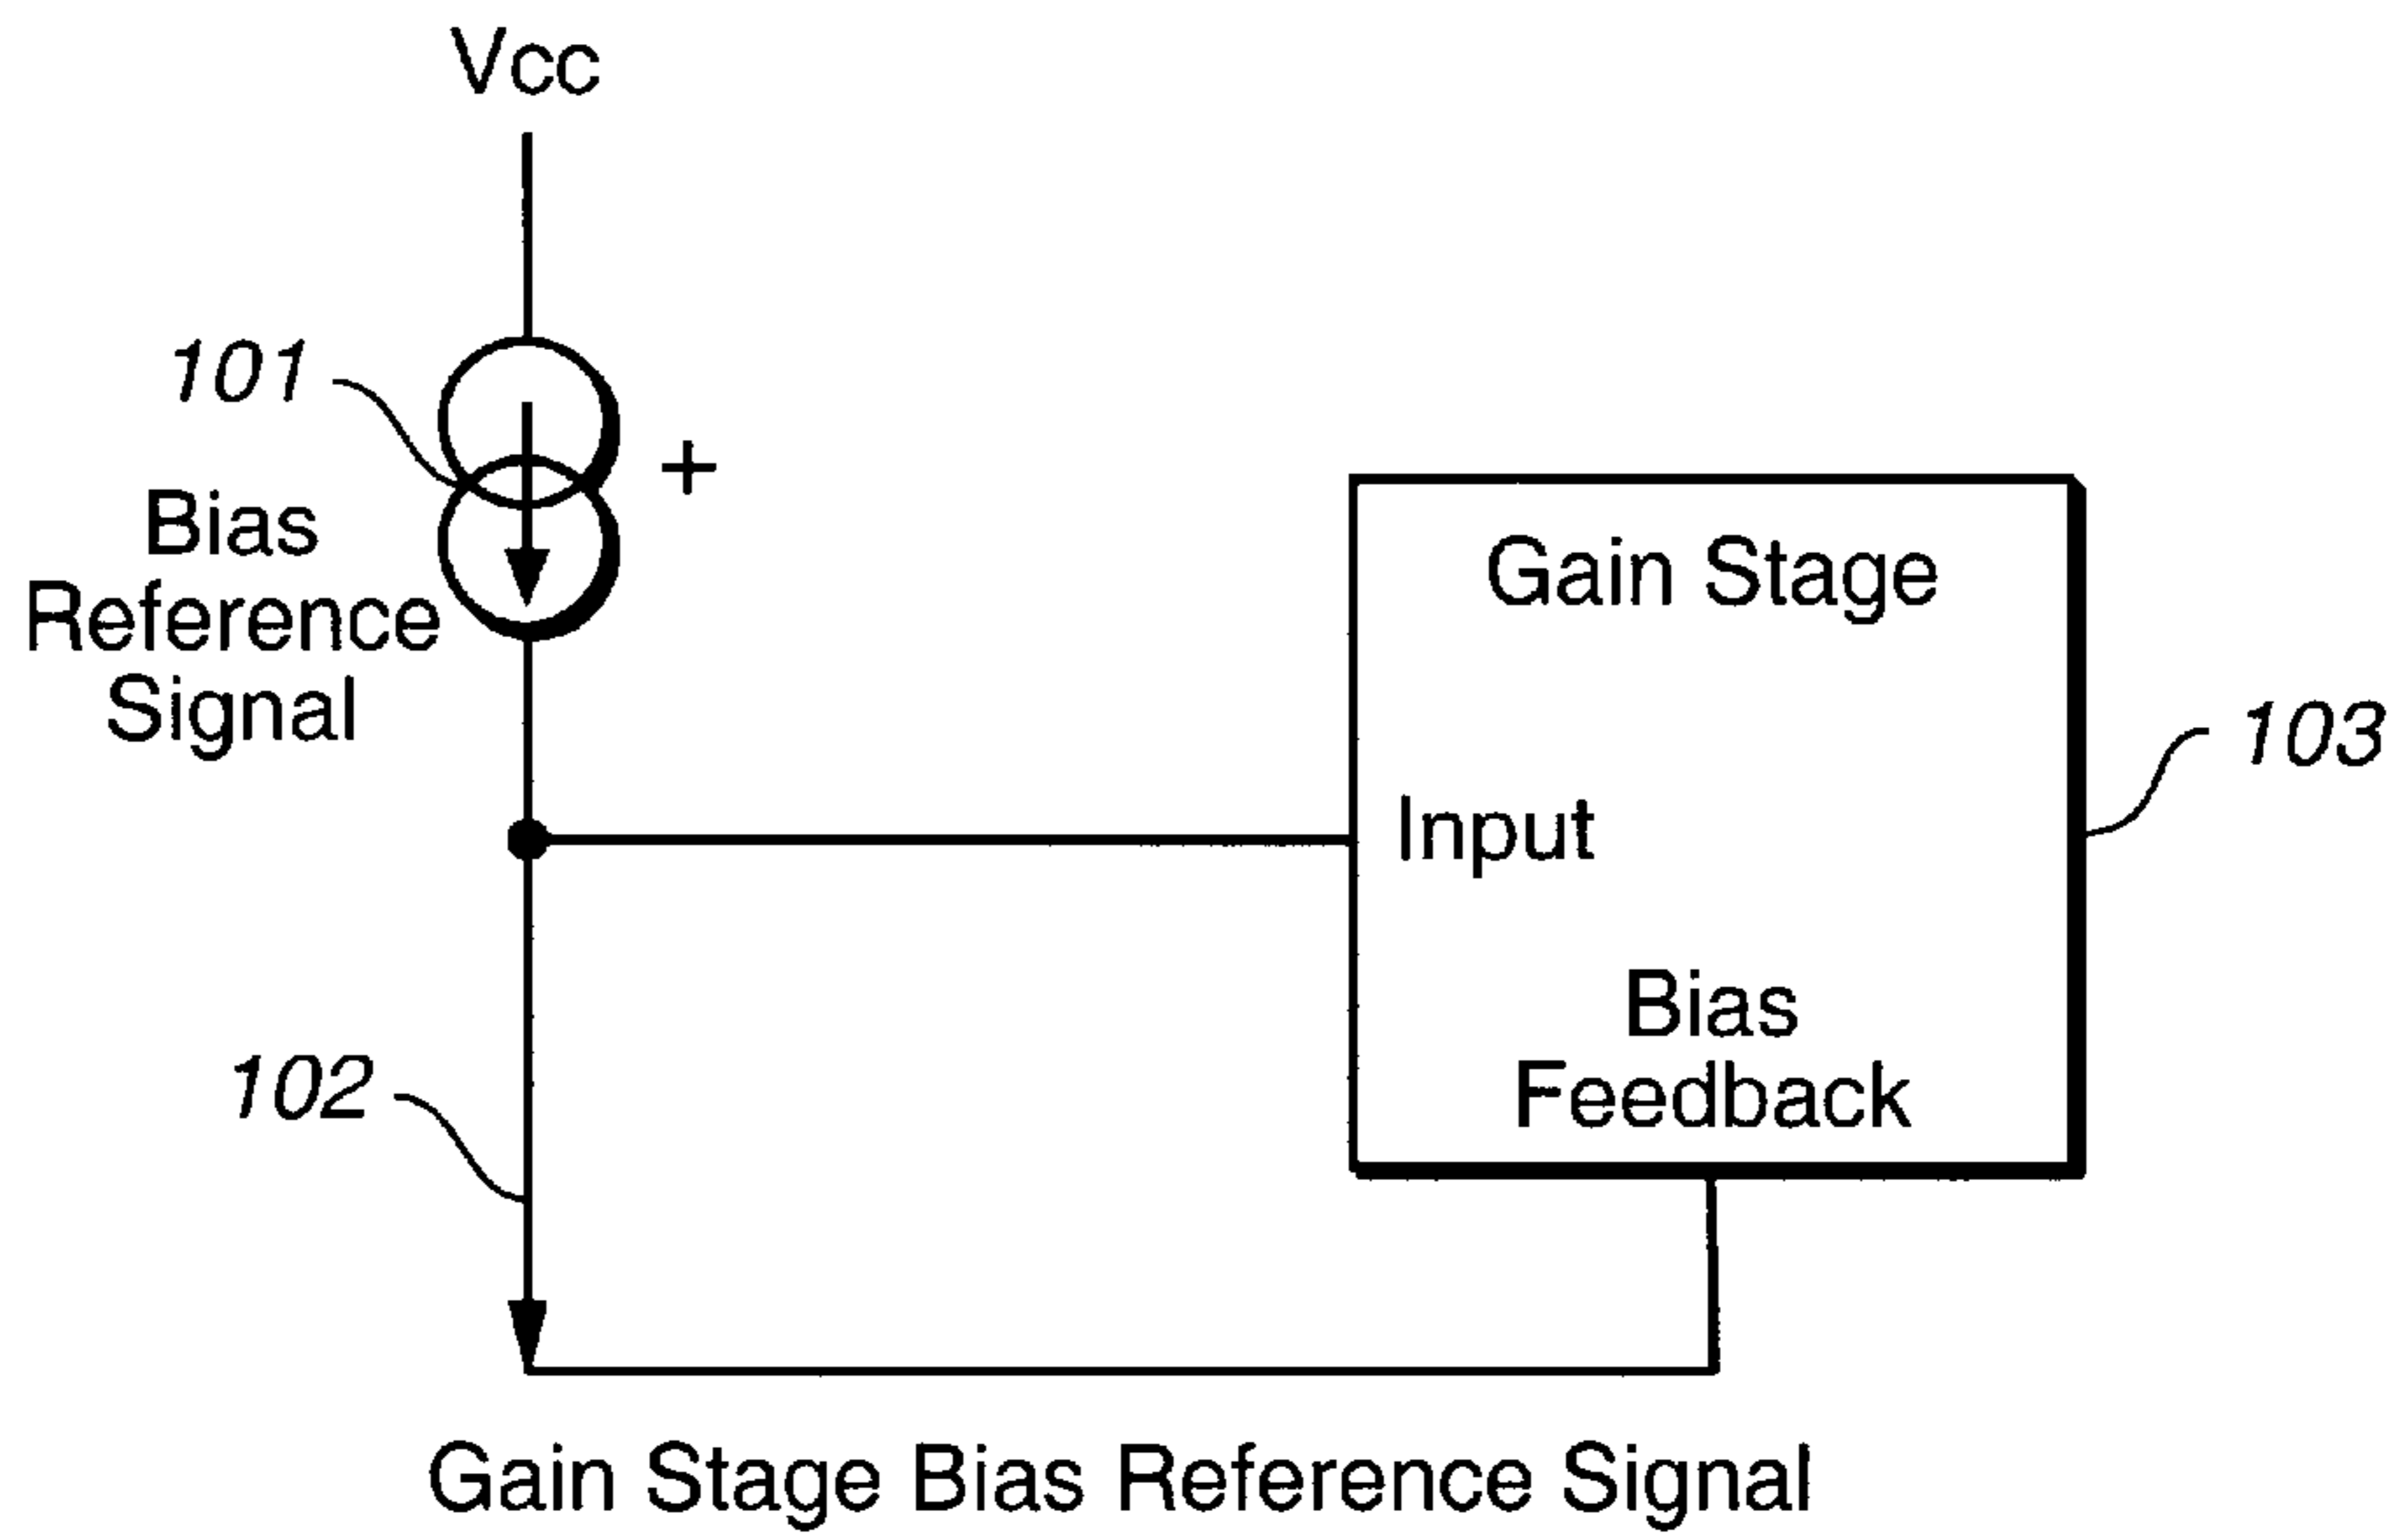 Vcc
101
+
Bias
Reference
Signal
Gain Stage
103
Input
Bias
Feedback
102
Gain Stage Bias Reference Signal